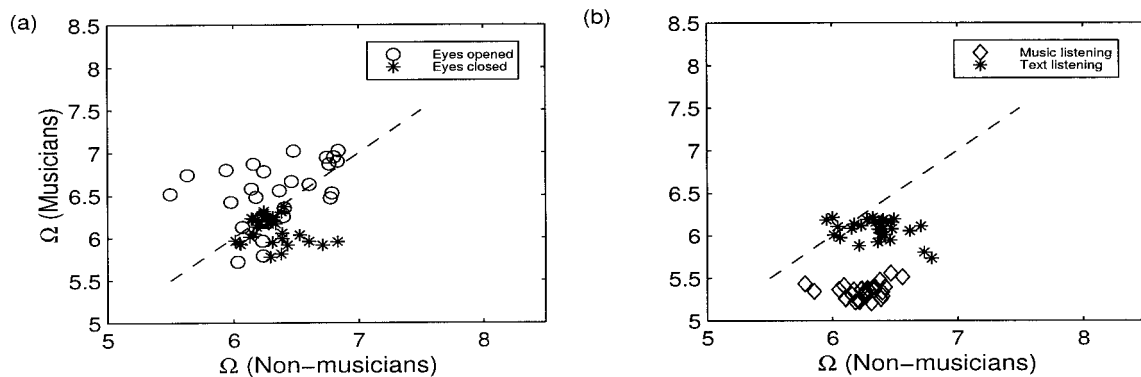 (a)
8.5
8
7.5
7
6.5
6
5.5
5
Ω (Musicians)
Eyes opened
Eyes closed
5 6 7 8
Ω (Non-musicians)
(b)
8.5
8
7.5
7
6.5
6
5.5
5
Ω (Musicians)
Music listening
Text listening
5 6 7 8
Ω (Non-musicians)